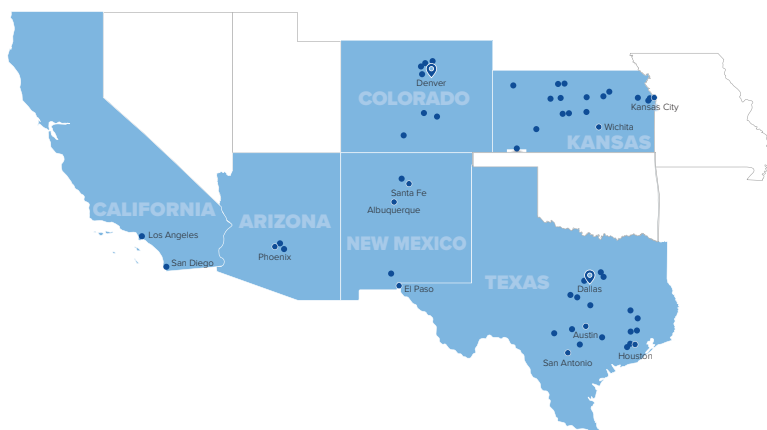 Denver
COLORADO
Kansas City
Wichita
KANSAS
Santa Fe
Albuquerque
CALIFORNIA
ARIZONA
Los Angeles
NEW MEXICO
Phoenix
San Diego
TEXAS
El Paso
Dallas
Austin
Houston
San Antonio